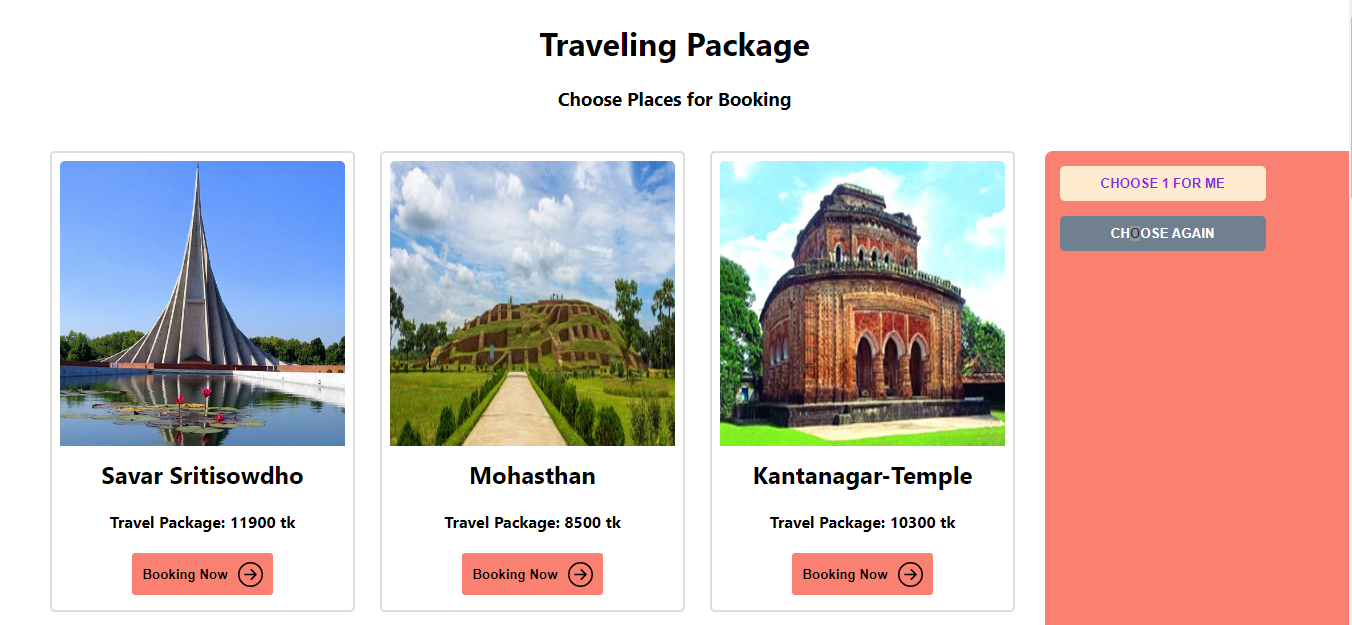 Traveling Package
Choose Places for Booking
Savar Sritisowdho
Travel Package: 11900 tk
Booking Now
Mohasthan
Travel Package: 8500 tk
Booking Now
Kantanagar-Temple
Travel Package: 10300 tk
Booking Now
CHOOSE 1 FOR ME
CHOOSE AGAIN